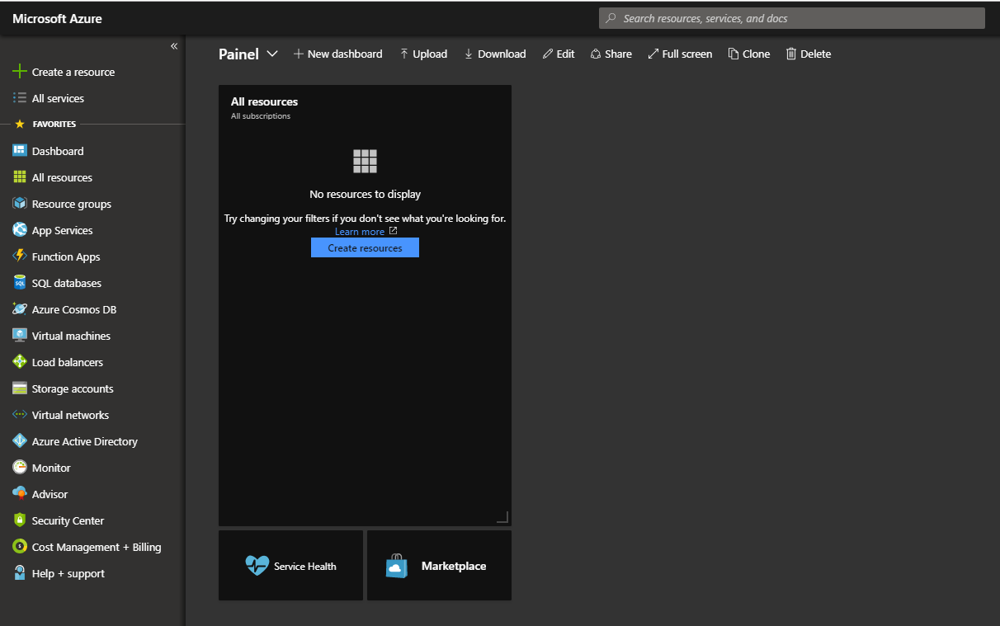 Microsoft Azure
Search resources, services, and docs
«
Create a resource
All services
FAVORITES
Dashboard
All resources
Resource groups
App Services
Function Apps
SQL databases
Azure Cosmos DB
Virtual machines
Load balancers
Storage accounts
Virtual networks
Azure Active Directory
Monitor
Advisor
Security Center
Cost Management + Billing
Help + support
Painel New dashboard Upload Download Edit Share Full screen Clone Delete
All resources
All subscriptions
No resources to display
Try changing your filters if you don't see what you're looking for.
Learn more
Create resources
Service Health
Marketplace